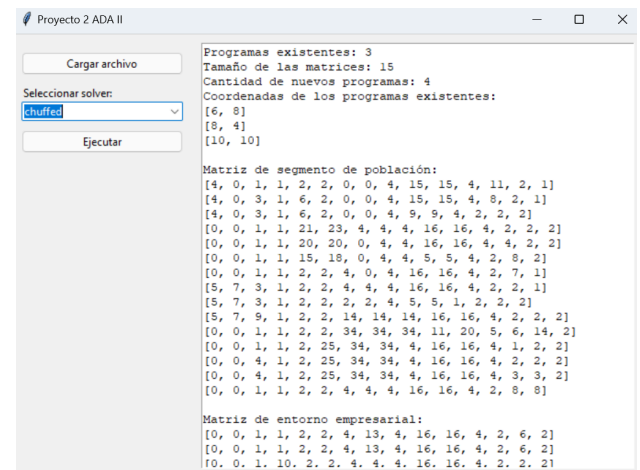 Proyecto 2 ADA II
Cargar archivo
Seleccionar solver:
chuffed
Ejecutar
Programas existentes: 3
Tamaño de las matrices: 15
Cantidad de nuevos programas: 4
Coordenadas de los programas existentes:
[6, 8]
[8, 4]
[10, 10]
Matriz de segmento de población:
[4, 0, 1, 1, 2, 2, 0, 0, 4, 15, 15, 4, 11, 2, 1]
[4, 0, 3, 1, 6, 2, 0, 0, 4, 15, 15, 4, 8, 2, 1]
[4, 0, 3, 1, 6, 2, 0, 0, 4, 9, 9, 4, 2, 2, 2]
[0, 0, 1, 1, 21, 23, 4, 4, 4, 16, 16, 4, 2, 2, 2]
[0, 0, 1, 1, 20, 20, 0, 4, 4, 16, 16, 4, 4, 2, 2]
[0, 0, 1, 1, 15, 18, 0, 4, 4, 5, 5, 4, 2, 8, 2]
[0, 0, 1, 1, 2, 2, 4, 0, 4, 16, 16, 4, 2, 7, 1]
[5, 7, 3, 1, 2, 2, 4, 4, 4, 16, 16, 4, 2, 2, 1]
[5, 7, 3, 1, 2, 2, 2, 2, 4, 5, 5, 1, 2, 2, 2]
[5, 7, 9, 1, 2, 2, 14, 14, 14, 16, 16, 4, 2, 2, 2]
[0, 0, 1, 1, 2, 2, 34, 34, 34, 11, 20, 5, 6, 14, 2]
[0, 0, 1, 1, 2, 25, 34, 34, 4, 16, 16, 4, 1, 2, 2]
[0, 0, 4, 1, 2, 25, 34, 34, 4, 16, 16, 4, 2, 2, 2]
[0, 0, 4, 1, 2, 25, 34, 34, 4, 16, 16, 4, 3, 3, 2]
[0, 0, 1, 1, 2, 2, 4, 4, 4, 16, 16, 4, 2, 8, 8]
Matriz de entorno empresarial:
[0, 0, 1, 1, 2, 2, 4, 13, 4, 16, 16, 4, 2, 6, 2]
[0, 0, 1, 1, 2, 2, 4, 13, 4, 16, 16, 4, 2, 6, 2]
[0, 0, 1, 10, 2, 2, 4, 4, 4, 16, 16, 4, 2, 2, 2]